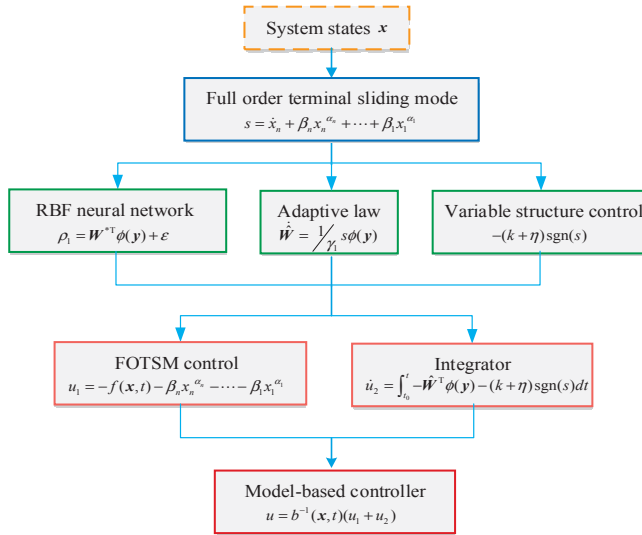 System states x
Full order terminal sliding mode
s = ẋₙ + βₙxₙ^αₙ + ⋯ + β₁x₁^α₁
RBF neural network
ρ₁ = W*ᵀϕ(y) + ε
Adaptive law
Ŵ̇ = 1/γ₁ sϕ(y)
Variable structure control
−(k + η)sgn(s)
FOTSM control
u₁ = −f(x,t) − βₙxₙ^αₙ − ⋯ − β₁x₁^α₁
Integrator
u̇₂ = ∫ₜ₀ᵗ −Ŵᵀϕ(y) − (k + η)sgn(s)dt
Model-based controller
u = b⁻¹(x,t)(u₁ + u₂)